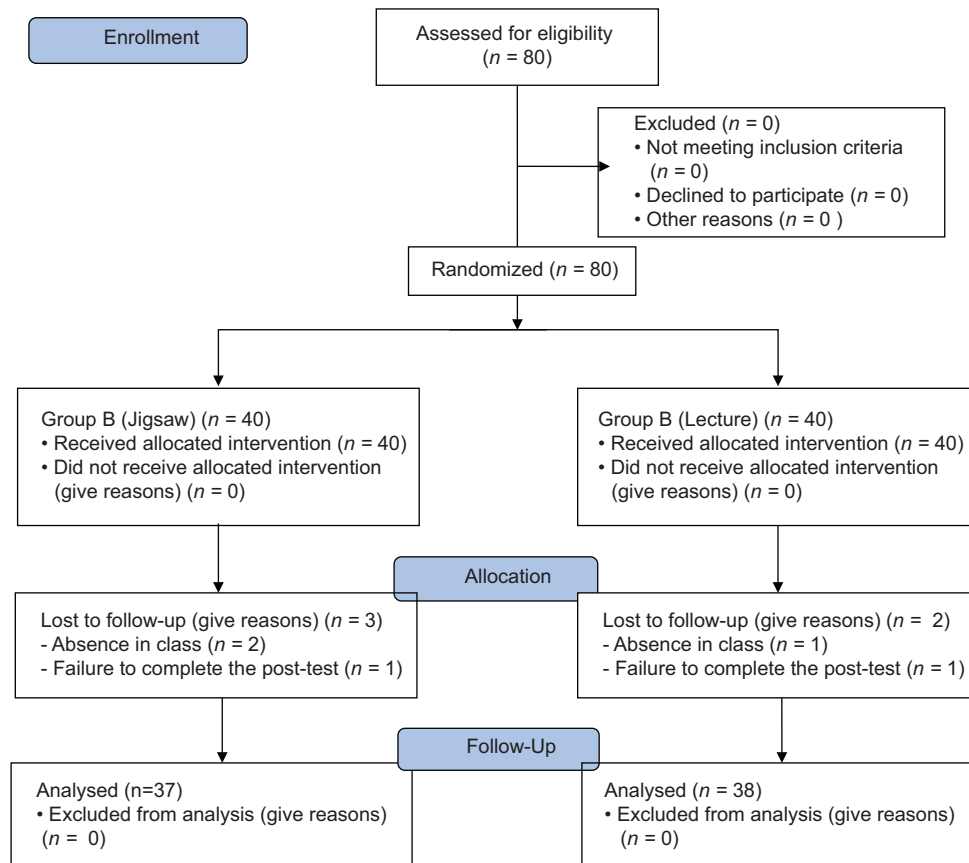 Enrollment
Assessed for eligibility
(n = 80)
Excluded (n = 0)
• Not meeting inclusion criteria
(n = 0)
• Declined to participate (n = 0)
• Other reasons (n = 0 )
Randomized (n = 80)
Group B (Jigsaw) (n = 40)
• Received allocated intervention (n = 40)
• Did not receive allocated intervention
(give reasons) (n = 0)
Group B (Lecture) (n = 40)
• Received allocated intervention (n = 40)
• Did not receive allocated intervention
(give reasons) (n = 0)
Allocation
Lost to follow-up (give reasons) (n = 3)
- Absence in class (n = 2)
- Failure to complete the post-test (n = 1)
Lost to follow-up (give reasons) (n =  2)
- Absence in class (n = 1)
- Failure to complete the post-test (n = 1)
Follow-Up
Analysed (n=37)
• Excluded from analysis (give reasons)
(n =  0)
Analysed (n = 38)
• Excluded from analysis (give reasons)
(n = 0)